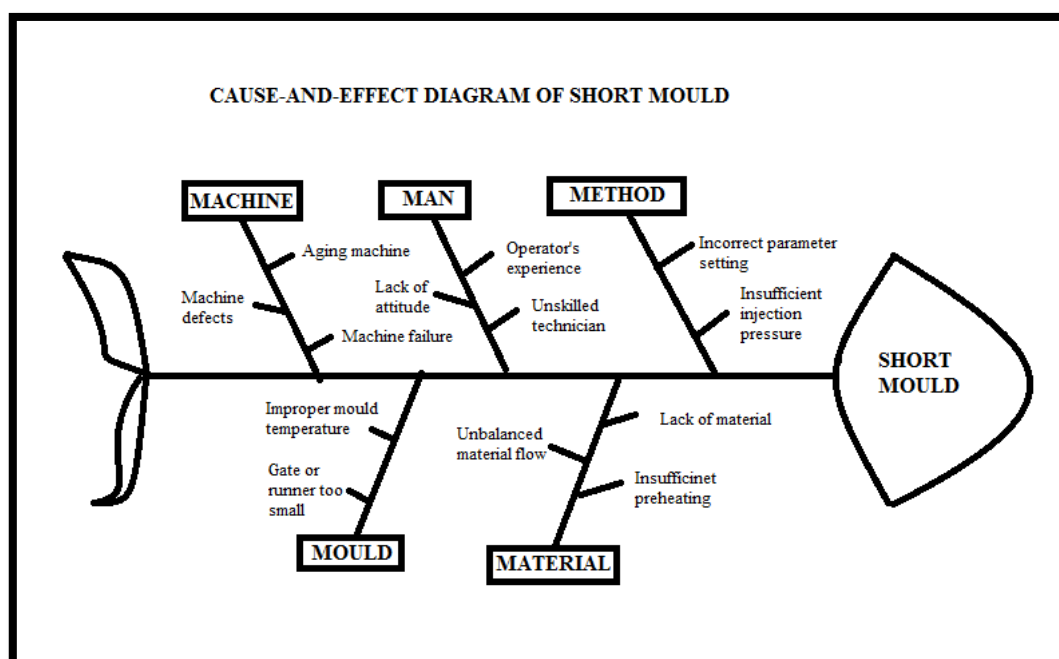 CAUSE-AND-EFFECT DIAGRAM OF SHORT MOULD
MACHINE
MAN
METHOD
Aging machine
Machine
defects
Machine failure
Operator's
experience
Lack of
attitude
Unskilled
technician
Incorrect parameter
setting
Insufficient
injection
pressure
SHORT
MOULD
Improper mould
temperature
Gate or
runner too
small
MOULD
Lack of material
Unbalanced
material flow
Insufficinet
preheating
MATERIAL